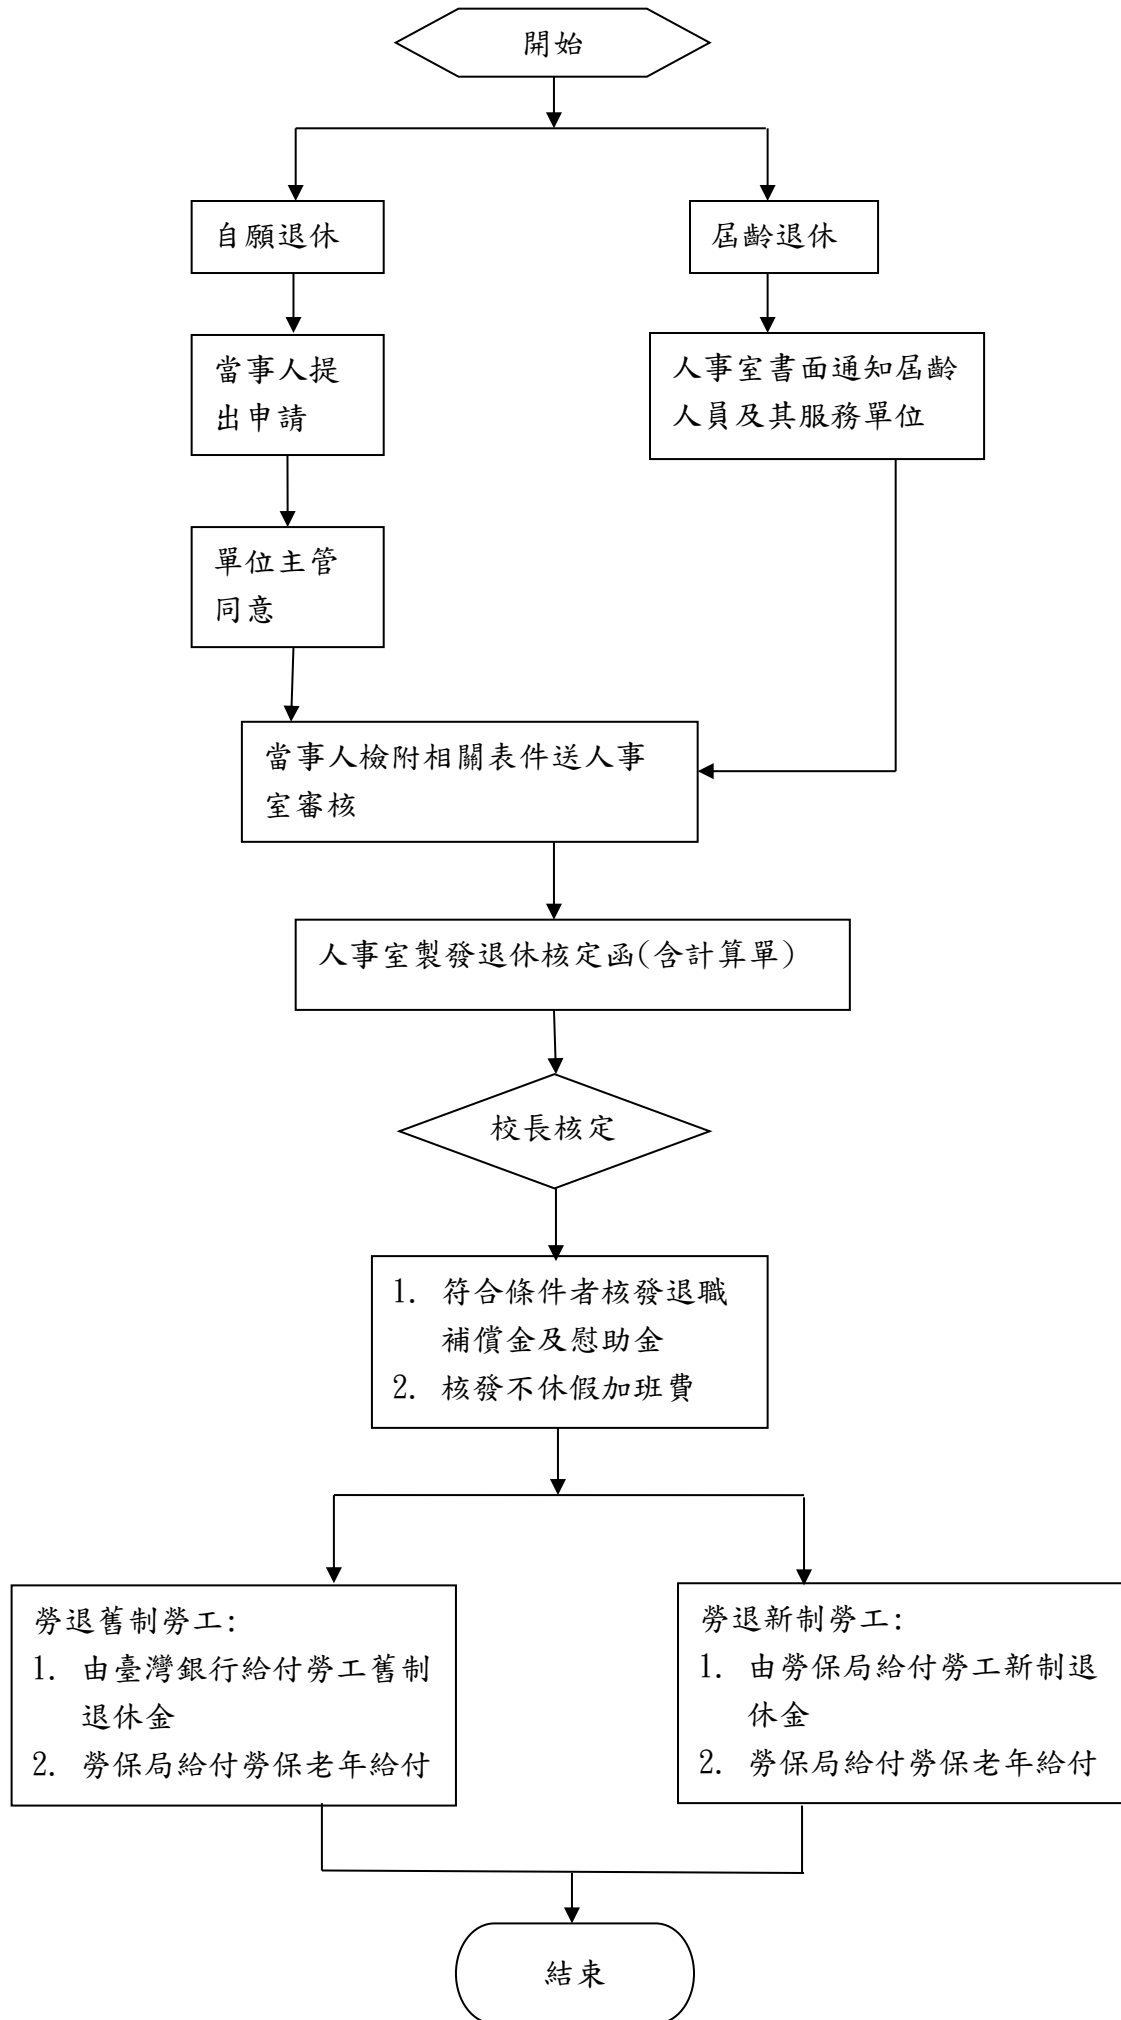 開始
自願退休
屆齡退休
當事人提
出申請
人事室書面通知屆齡
人員及其服務單位
單位主管
同意
當事人檢附相關表件送人事
室審核
人事室製發退休核定函(含計算單)
校長核定
1. 符合條件者核發退職
補償金及慰助金
2. 核發不休假加班費
勞退舊制勞工:
1. 由臺灣銀行給付勞工舊制
退休金
2. 勞保局給付勞保老年給付
勞退新制勞工:
1. 由勞保局給付勞工新制退
休金
2. 勞保局給付勞保老年給付
結束